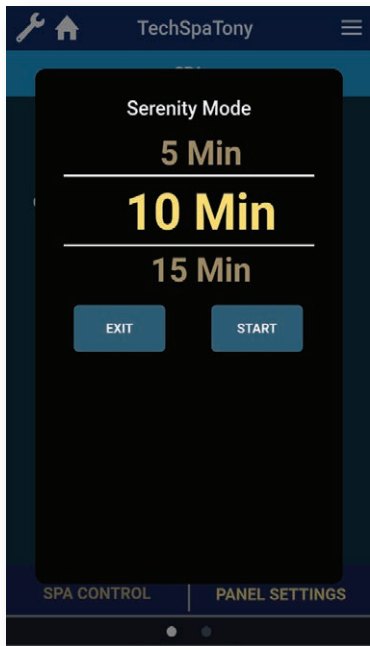 TechSpaTony
Serenity Mode
5 Min
10 Min
15 Min
EXIT START
SPA CONTROL PANEL SETTINGS